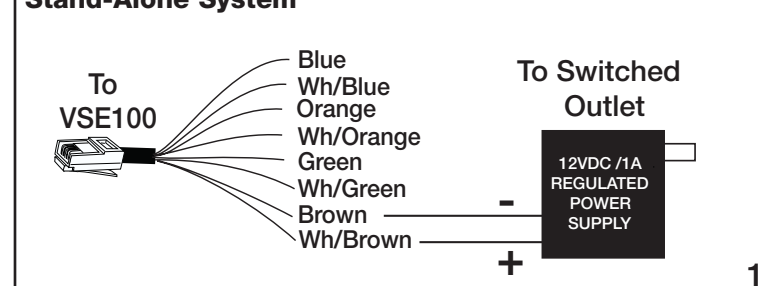 Stand-Alone System
To
VSE100
Blue
Wh/Blue
Orange
Wh/Orange
Green
Wh/Green
Brown
Wh/Brown
To Switched
Outlet
12VDC /1A
REGULATED
POWER
SUPPLY
-
+
1